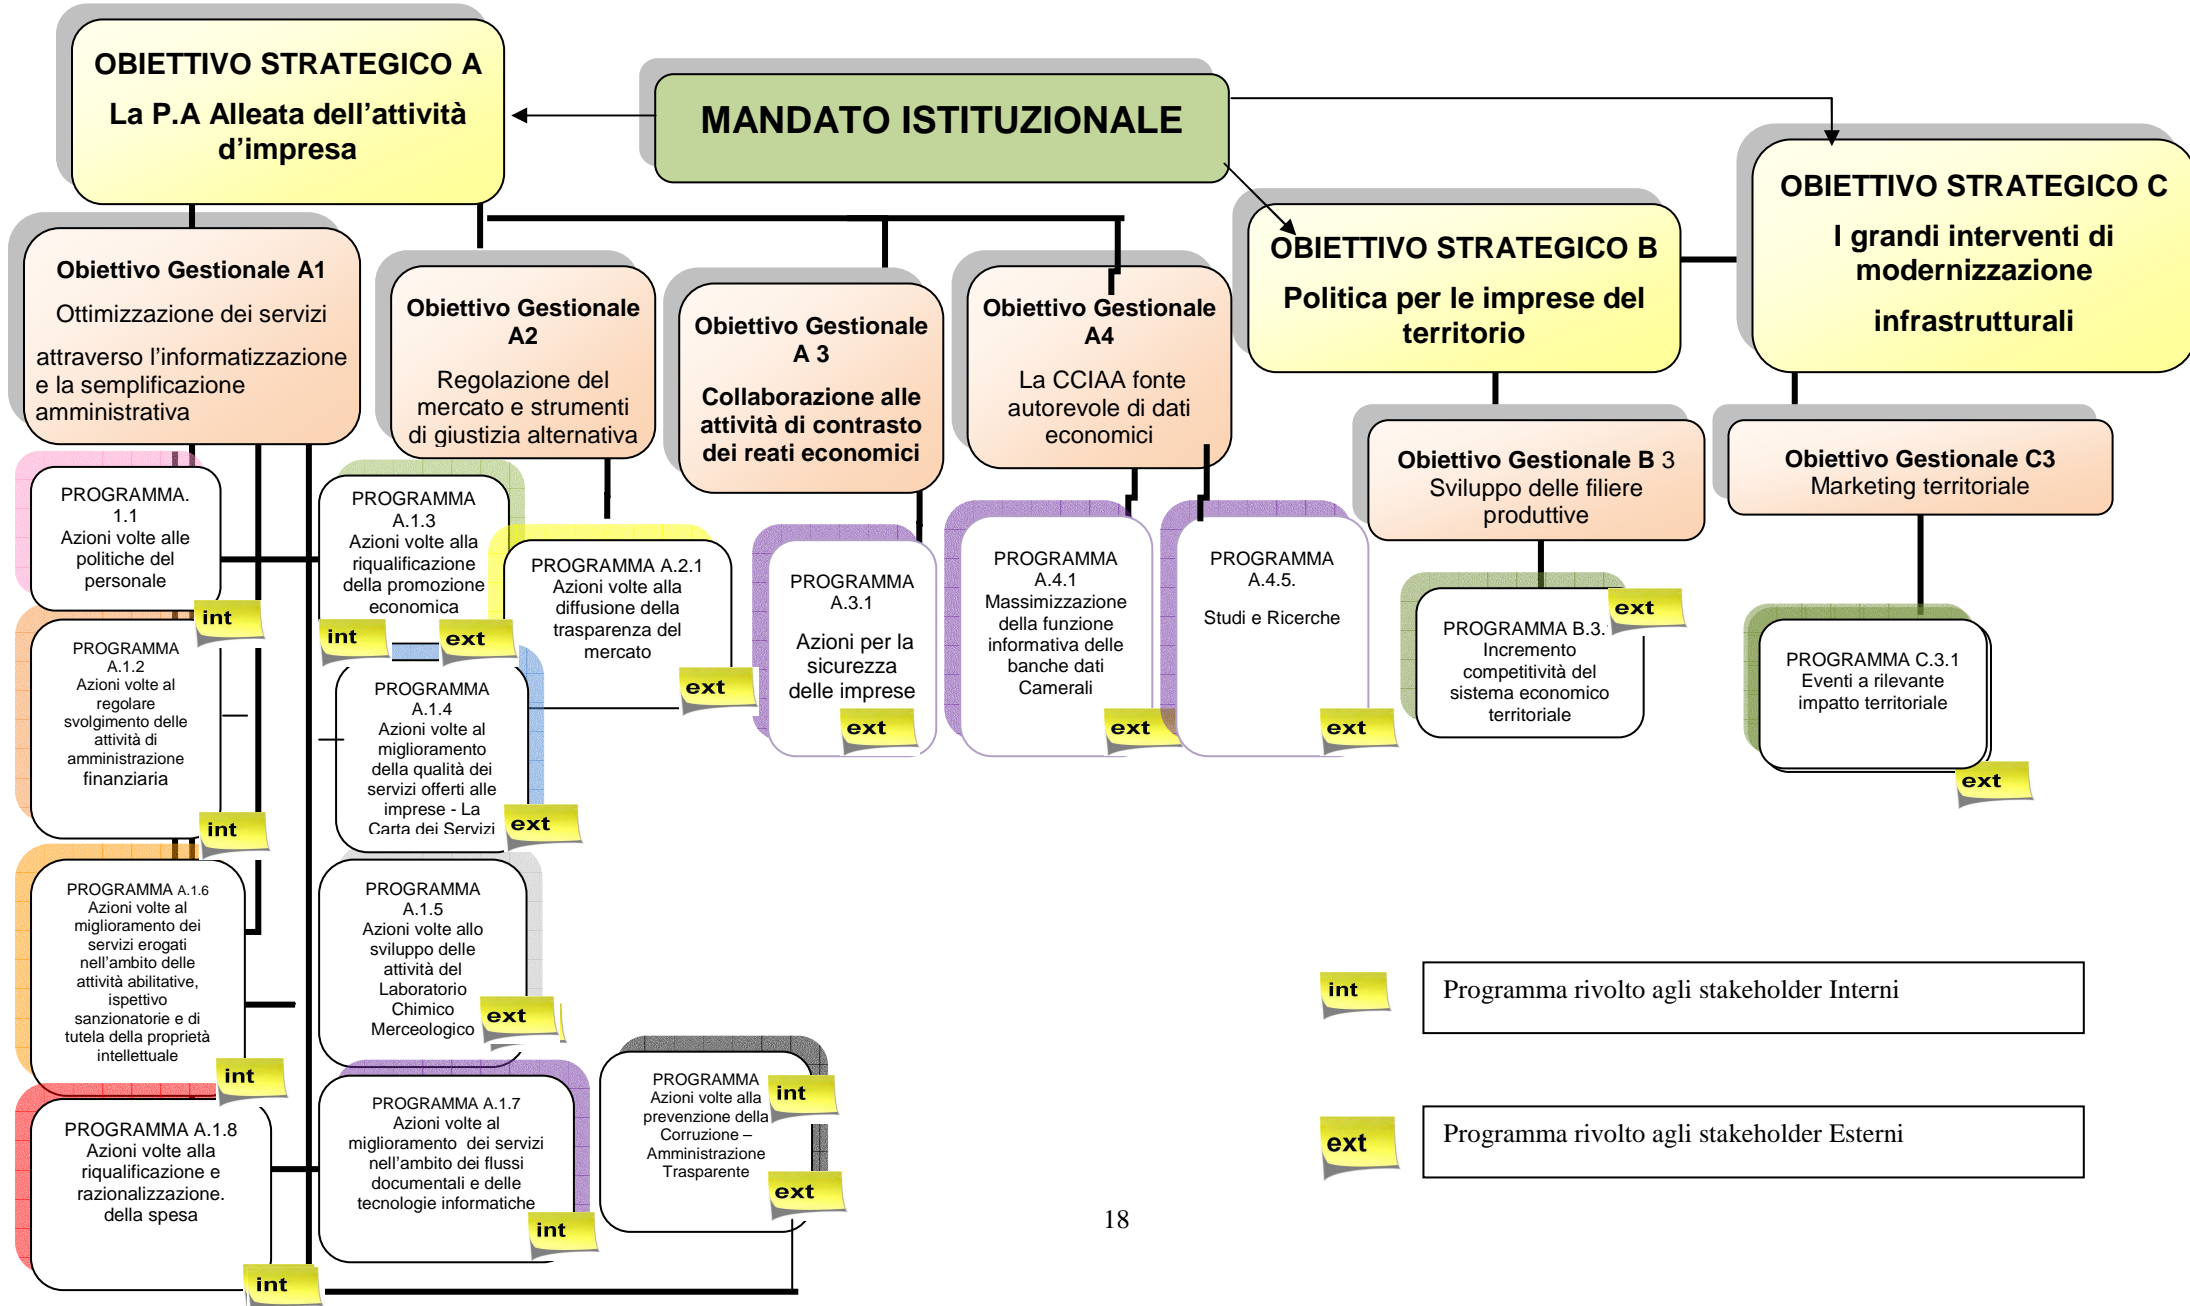 OBIETTIVO STRATEGICO A
La P.A Alleata dell'attività
d'impresa
MANDATO ISTITUZIONALE
OBIETTIVO STRATEGICO B
Politica per le imprese del
territorio
OBIETTIVO STRATEGICO C
I grandi interventi di
modernizzazione
infrastrutturali
Obiettivo Gestionale A1
Ottimizzazione dei servizi
attraverso l'informatizzazione
e la semplificazione
amministrativa
Obiettivo Gestionale
A2
Regolazione del
mercato e strumenti
di giustizia alternativa
Obiettivo Gestionale
A 3
Collaborazione alle
attività di contrasto
dei reati economici
Obiettivo Gestionale
A4
La CCIAA fonte
autorevole di dati
economici
Obiettivo Gestionale B 3
Sviluppo delle filiere
produttive
Obiettivo Gestionale C3
Marketing territoriale
PROGRAMMA.
1.1
Azioni volte alle
politiche del
personale
int
PROGRAMMA
A.1.3
Azioni volte alla
riqualificazione
della promozione
economica
int
ext
PROGRAMMA A.2.1
Azioni volte alla
diffusione della
trasparenza del
mercato
ext
PROGRAMMA
A.3.1
Azioni per la
sicurezza
delle imprese
ext
PROGRAMMA
A.4.1
Massimizzazione
della funzione
informativa delle
banche dati
Camerali
ext
PROGRAMMA
A.4.5.
Studi e Ricerche
ext
PROGRAMMA B.3.
Incremento
competitività del
sistema economico
territoriale
ext
PROGRAMMA C.3.1
Eventi a rilevante
impatto territoriale
ext
PROGRAMMA
A.1.2
Azioni volte al
regolare
svolgimento delle
attività di
amministrazione
finanziaria
int
PROGRAMMA
A.1.4
Azioni volte al
miglioramento
della qualità dei
servizi offerti alle
imprese - La
Carta dei Servizi
ext
PROGRAMMA A.1.6
Azioni volte al
miglioramento dei
servizi erogati
nell'ambito delle
attività abilitative,
ispettivo
sanzionatorie e di
tutela della proprietà
intellettuale
int
PROGRAMMA
A.1.5
Azioni volte allo
sviluppo delle
attività del
Laboratorio
Chimico
Merceologico
ext
PROGRAMMA A.1.8
Azioni volte alla
riqualificazione e
razionalizzazione.
della spesa
int
PROGRAMMA A.1.7
Azioni volte al
miglioramento dei servizi
nell'ambito dei flussi
documentali e delle
tecnologie informatiche
int
PROGRAMMA
Azioni volte alla
prevenzione della
Corruzione –
Amministrazione
Trasparente
int
ext
int
Programma rivolto agli stakeholder Interni
ext
Programma rivolto agli stakeholder Esterni
18